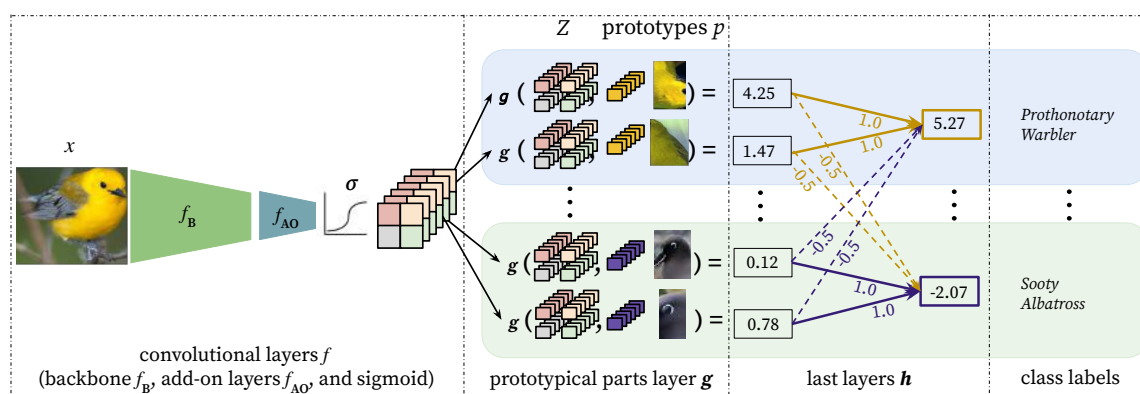 Z prototypes p
g ( , ) = 4.25
1.0
5.27
Prothonotary
Warbler
g ( , ) = 1.47
1.0
-0.5
-0.5
x
σ
f_B
f_AO
g ( , ) = 0.12
-0.5
-0.5
1.0
-2.07
Sooty
Albatross
g ( , ) = 0.78
1.0
convolutional layers f
(backbone f_B, add-on layers f_AO, and sigmoid)
prototypical parts layer g
last layers h
class labels